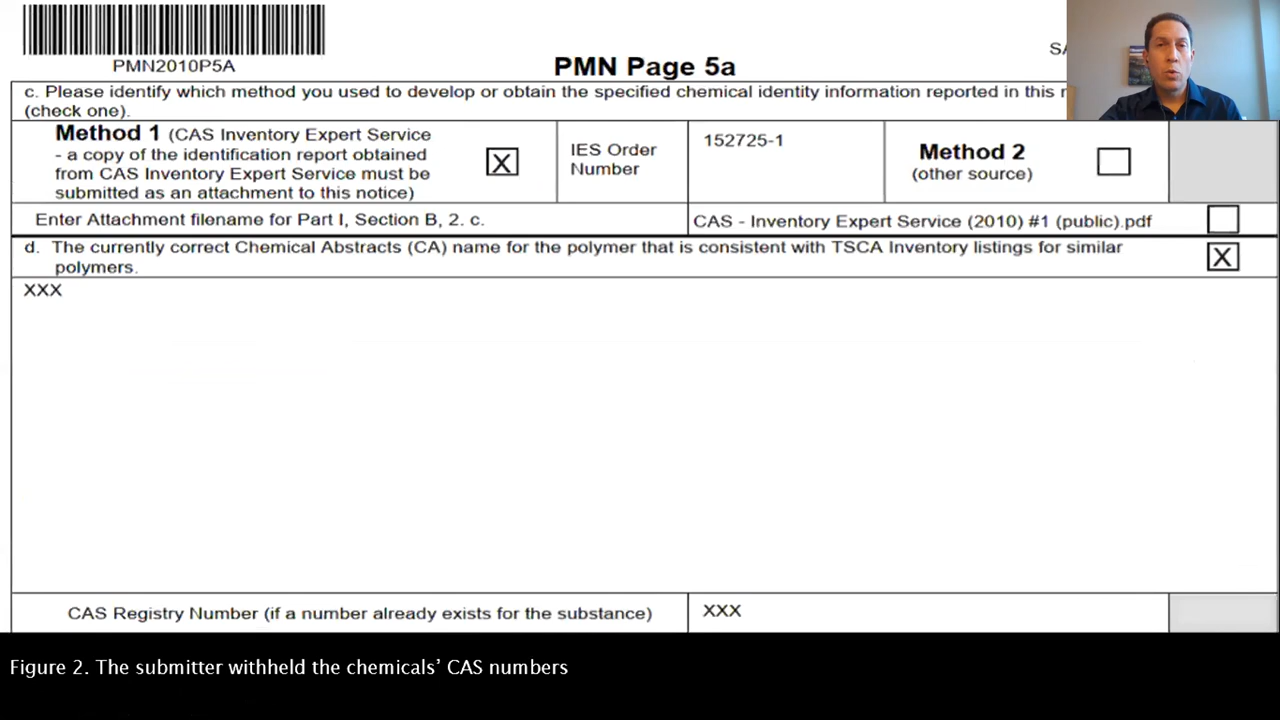 PMN2010P5A
PMN Page 5a
c. Please identify which method you used to develop or obtain the specified chemical identity information reported in this
(check one).
Method 1 (CAS Inventory Expert Service
- a copy of the identification report obtained
from CAS Inventory Expert Service must be
submitted as an attachment to this notice)
X
IES Order
Number
152725-1
Method 2
(other source)
Enter Attachment filename for Part I, Section B, 2. c.
CAS - Inventory Expert Service (2010) #1 (public).pdf
d. The currently correct Chemical Abstracts (CA) name for the polymer that is consistent with TSCA Inventory listings for similar
polymers.
X
XXX
CAS Registry Number (if a number already exists for the substance)
XXX
Figure 2. The submitter withheld the chemicals’ CAS numbers